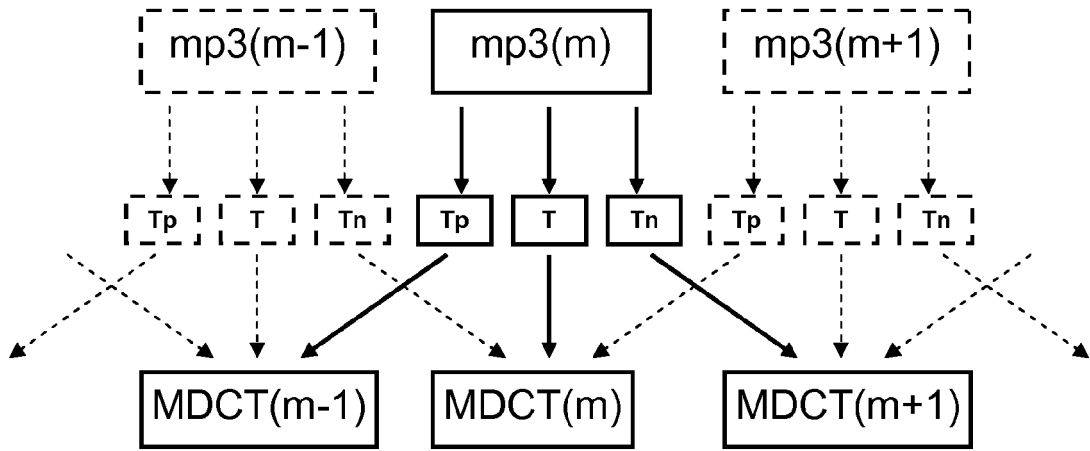 mp3(m-1) mp3(m) mp3(m+1)
Tp T Tn Tp T Tn Tp T Tn
MDCT(m-1) MDCT(m) MDCT(m+1)